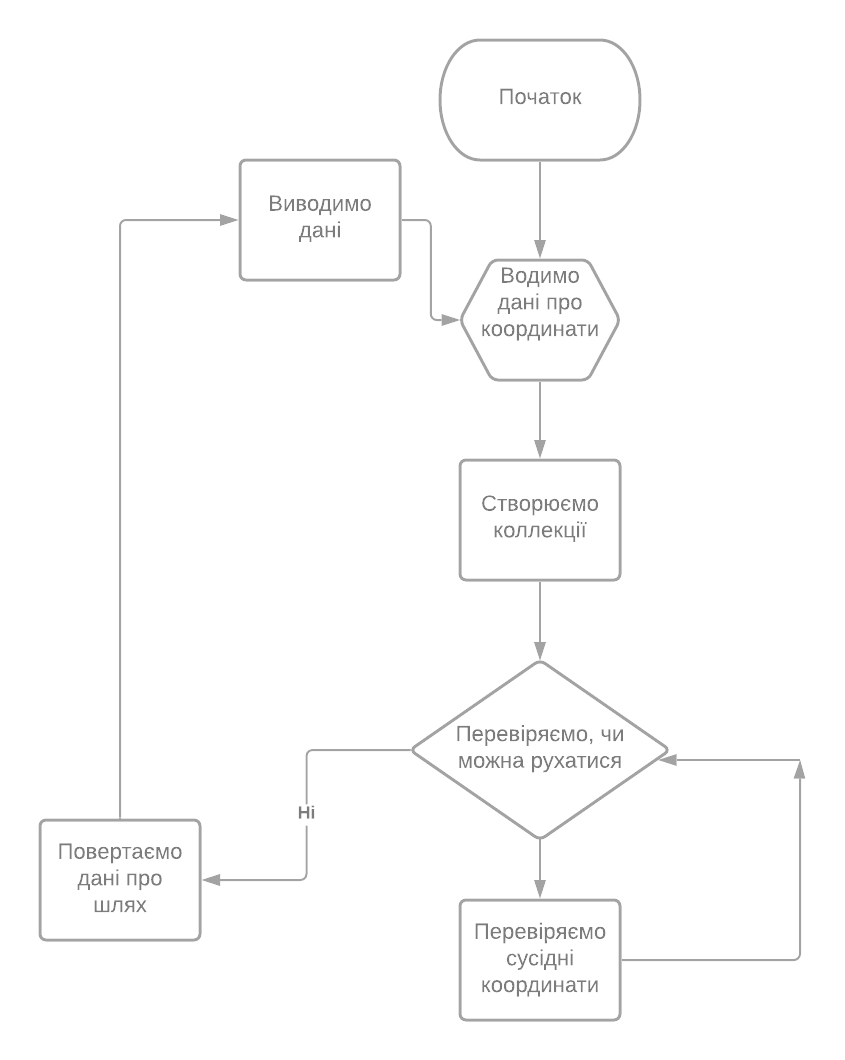 Початок
Виводимо
дані
Водимо
дані про
координати
Створюємо
коллекції
Перевіряємо, чи
можна рухатися
Ні
Повертаємо
дані про
шлях
Перевіряємо
сусідні
координати